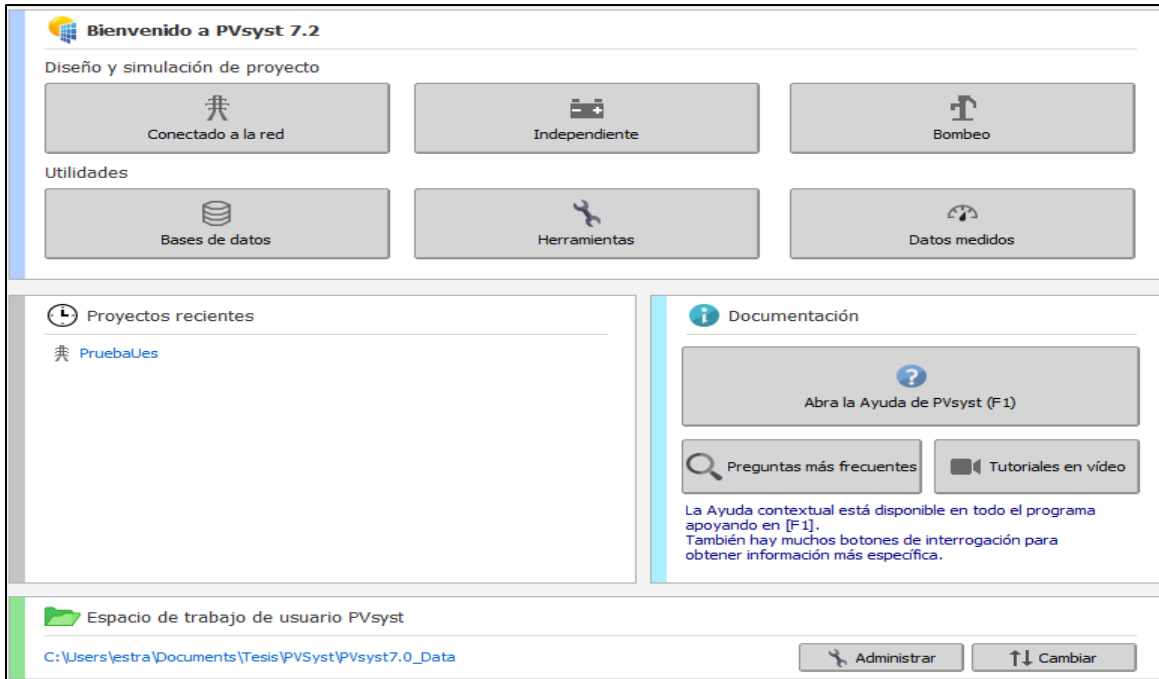 Bienvenido a PVsyst 7.2
Diseño y simulación de proyecto
Conectado a la red
Independiente
Bombeo
Utilidades
Bases de datos
Herramientas
Datos medidos
Proyectos recientes
PruebaUes
Documentación
Abra la Ayuda de PVsyst (F1)
Preguntas más frecuentes
Tutoriales en vídeo
La Ayuda contextual está disponible en todo el programa
apoyando en [F1].
También hay muchos botones de interrogación para
obtener información más específica.
Espacio de trabajo de usuario PVsyst
C:\Users\estra\Documents\Tesis\PVSyst\PVsyst7.0_Data
Administrar
Cambiar